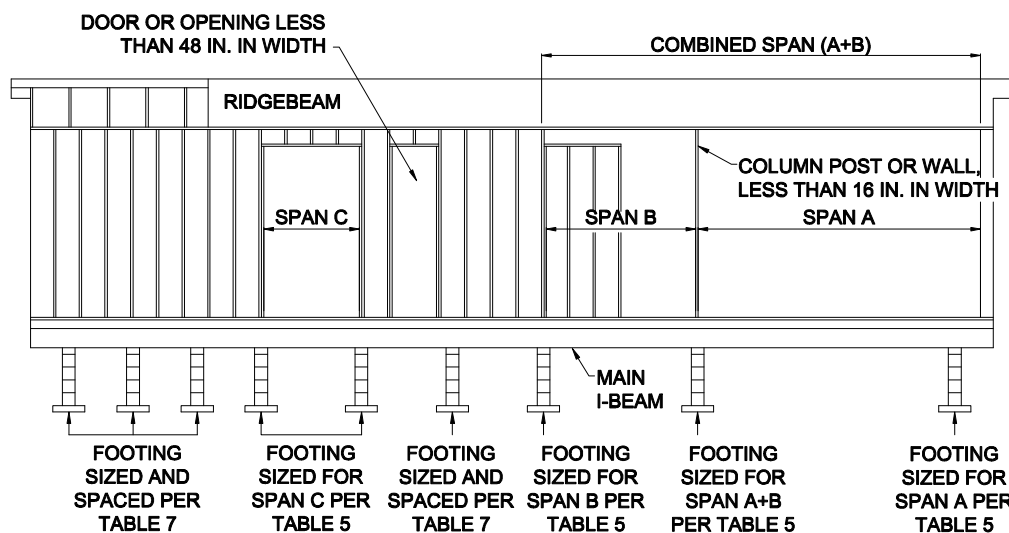 DOOR OR OPENING LESS
THAN 48 IN. IN WIDTH
COMBINED SPAN (A+B)
RIDGEBEAM
COLUMN POST OR WALL,
LESS THAN 16 IN. IN WIDTH
SPAN C
SPAN B
SPAN A
MAIN
I-BEAM
FOOTING
SIZED AND
SPACED PER
TABLE 7
FOOTING
SIZED FOR
SPAN C PER
TABLE 5
FOOTING
SIZED AND
SPACED PER
TABLE 7
FOOTING
SIZED FOR
SPAN B PER
TABLE 5
FOOTING
SIZED FOR
SPAN A+B
PER TABLE 5
FOOTING
SIZED FOR
SPAN A PER
TABLE 5